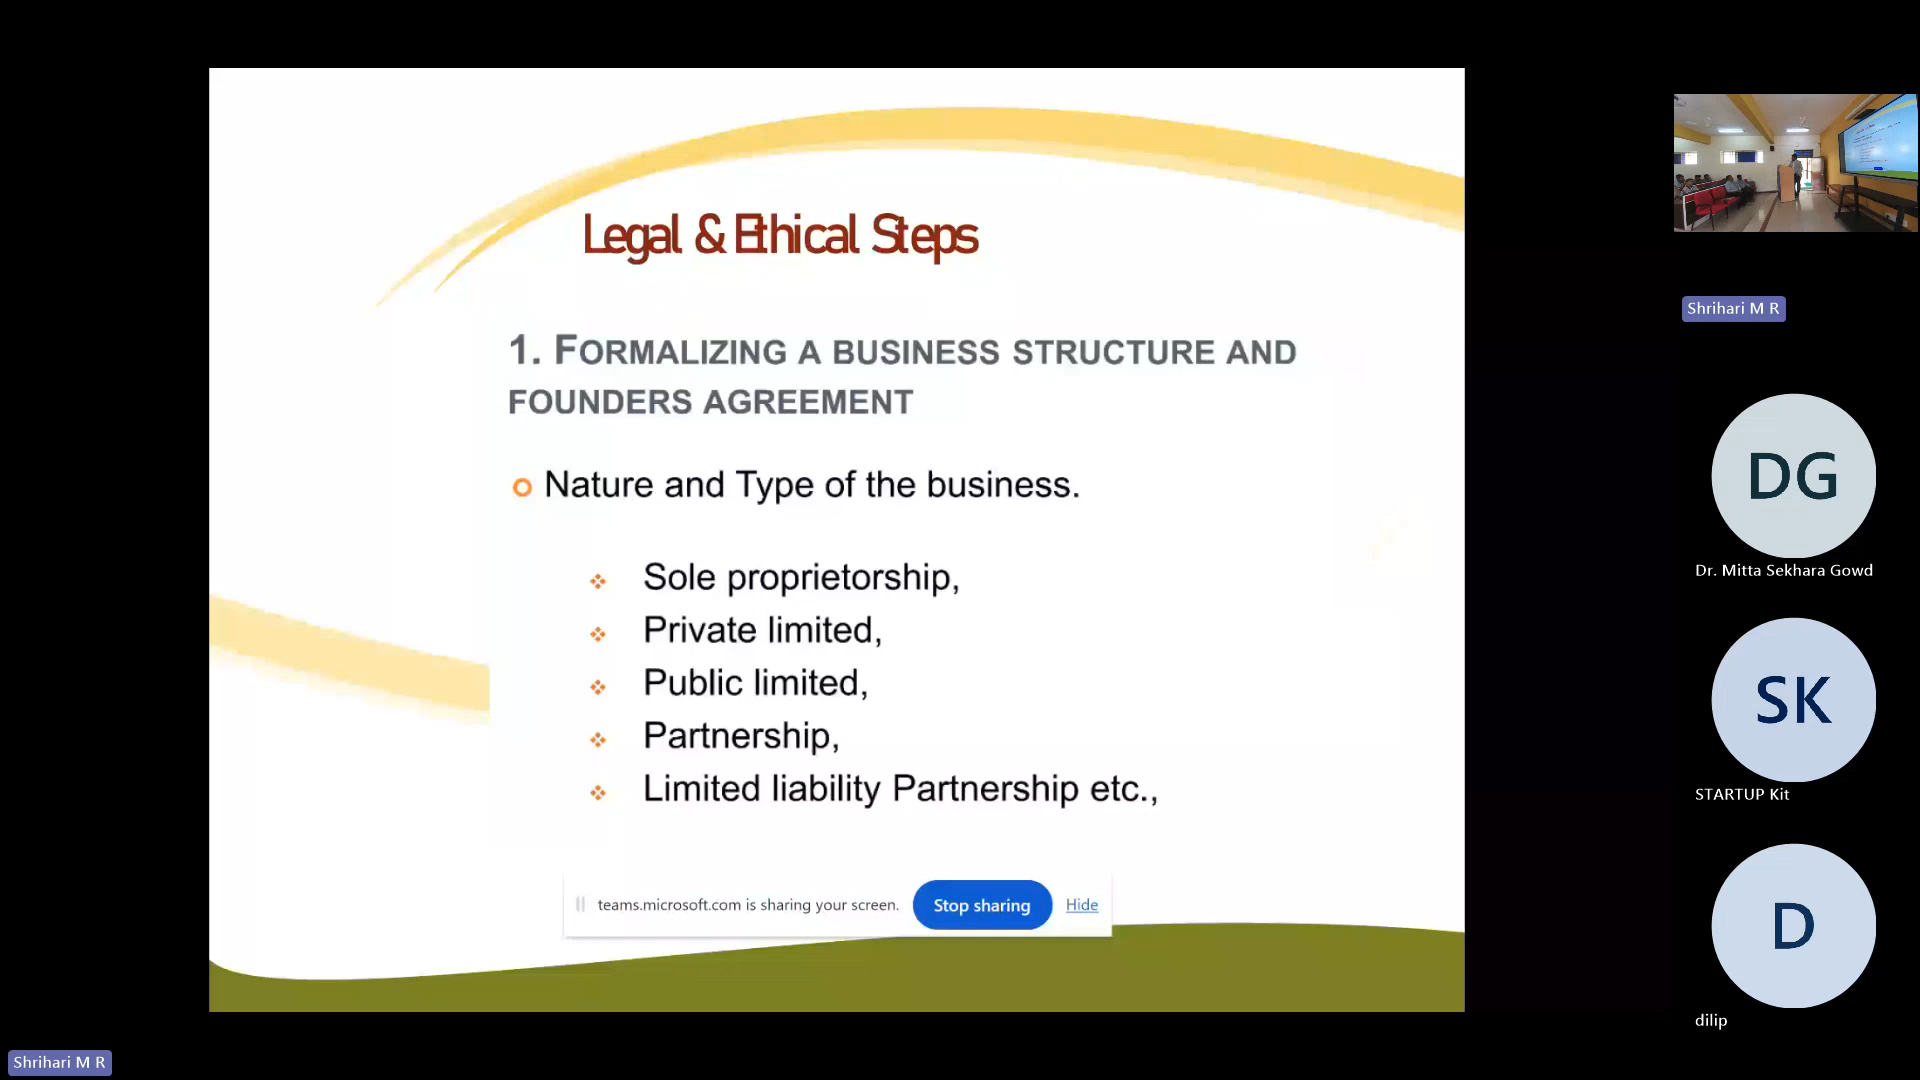 Legal & Ethical Steps
1. FORMALIZING A BUSINESS STRUCTURE AND
FOUNDERS AGREEMENT
Nature and Type of the business.
Sole proprietorship,
Private limited,
Public limited,
Partnership,
Limited liability Partnership etc.,
teams.microsoft.com is sharing your screen. Stop sharing Hide
Shrihari M R
DG
Dr. Mitta Sekhara Gowd
SK
STARTUP Kit
D
dilip
Shrihari M R